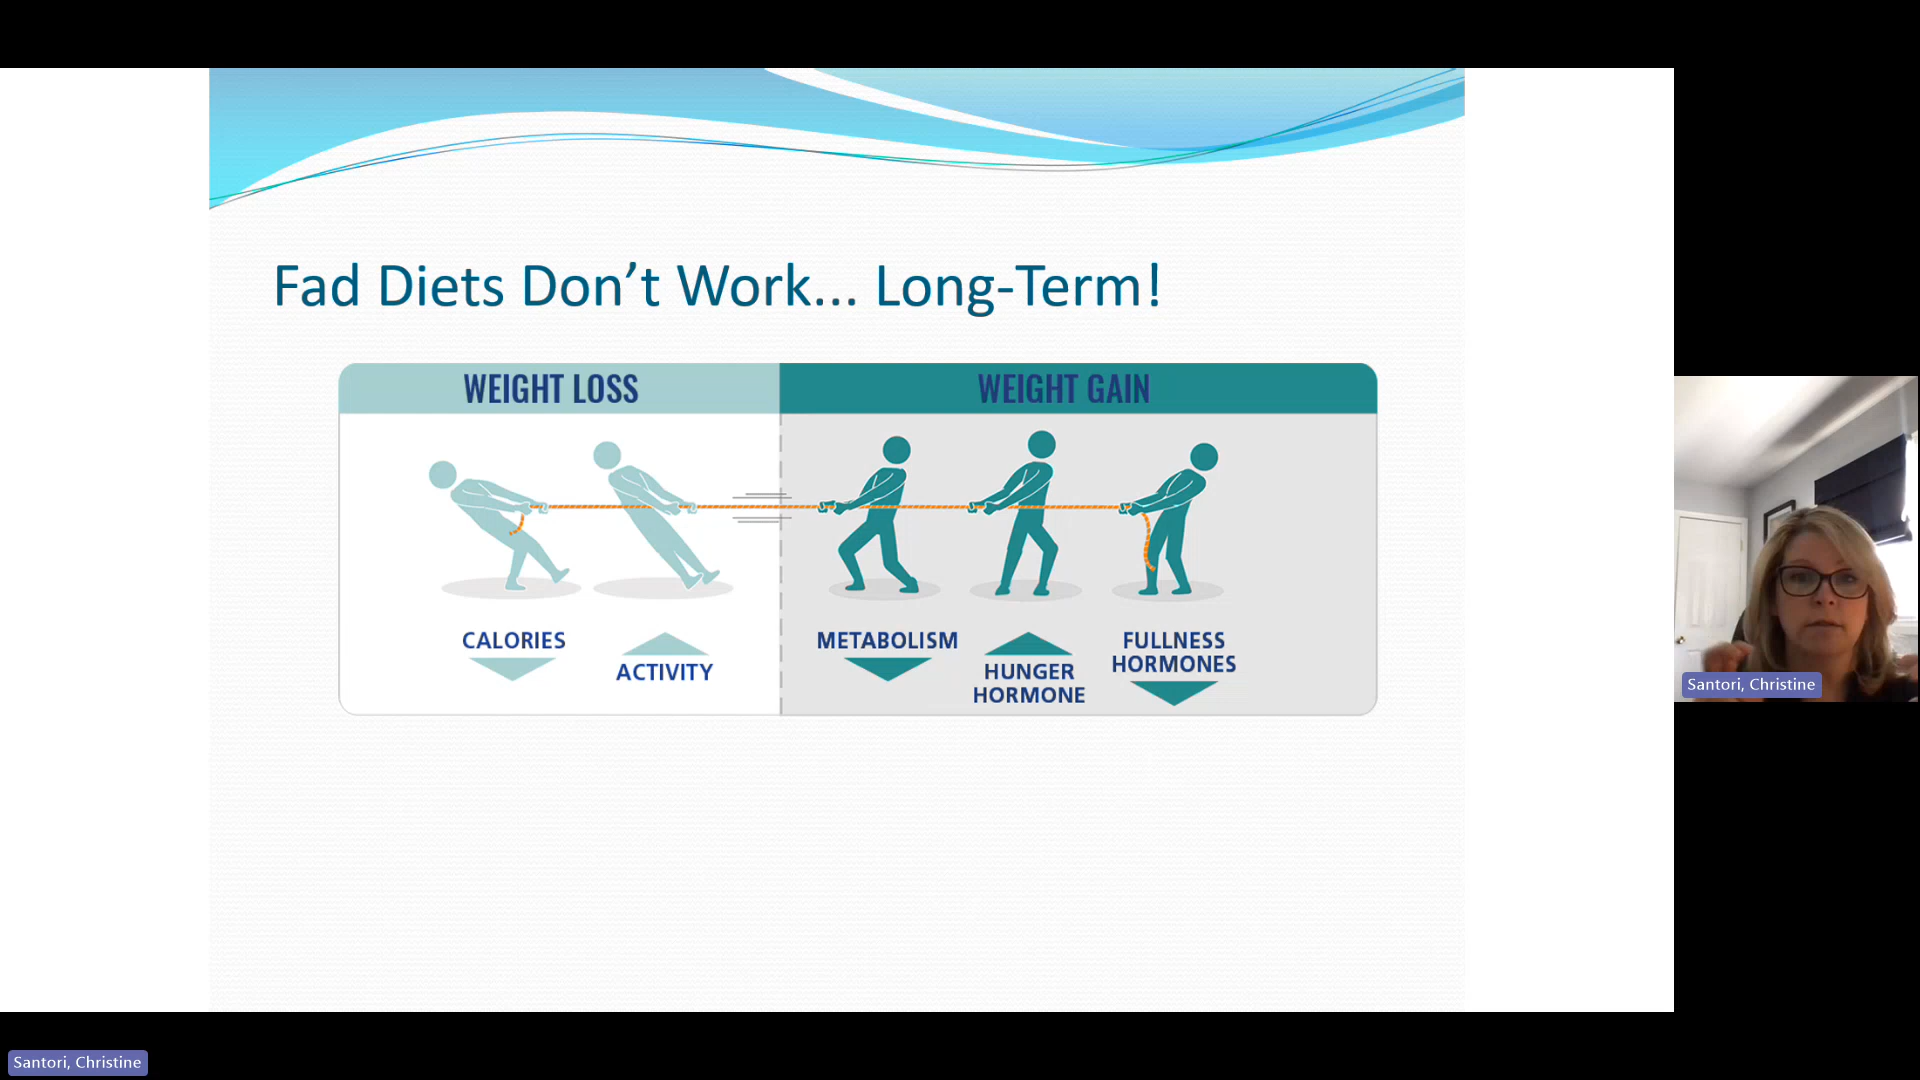 Fad Diets Don’t Work... Long-Term!
WEIGHT LOSS
WEIGHT GAIN
CALORIES
ACTIVITY
METABOLISM
HUNGER
HORMONE
FULLNESS
HORMONES
Santori, Christine
Santori, Christine